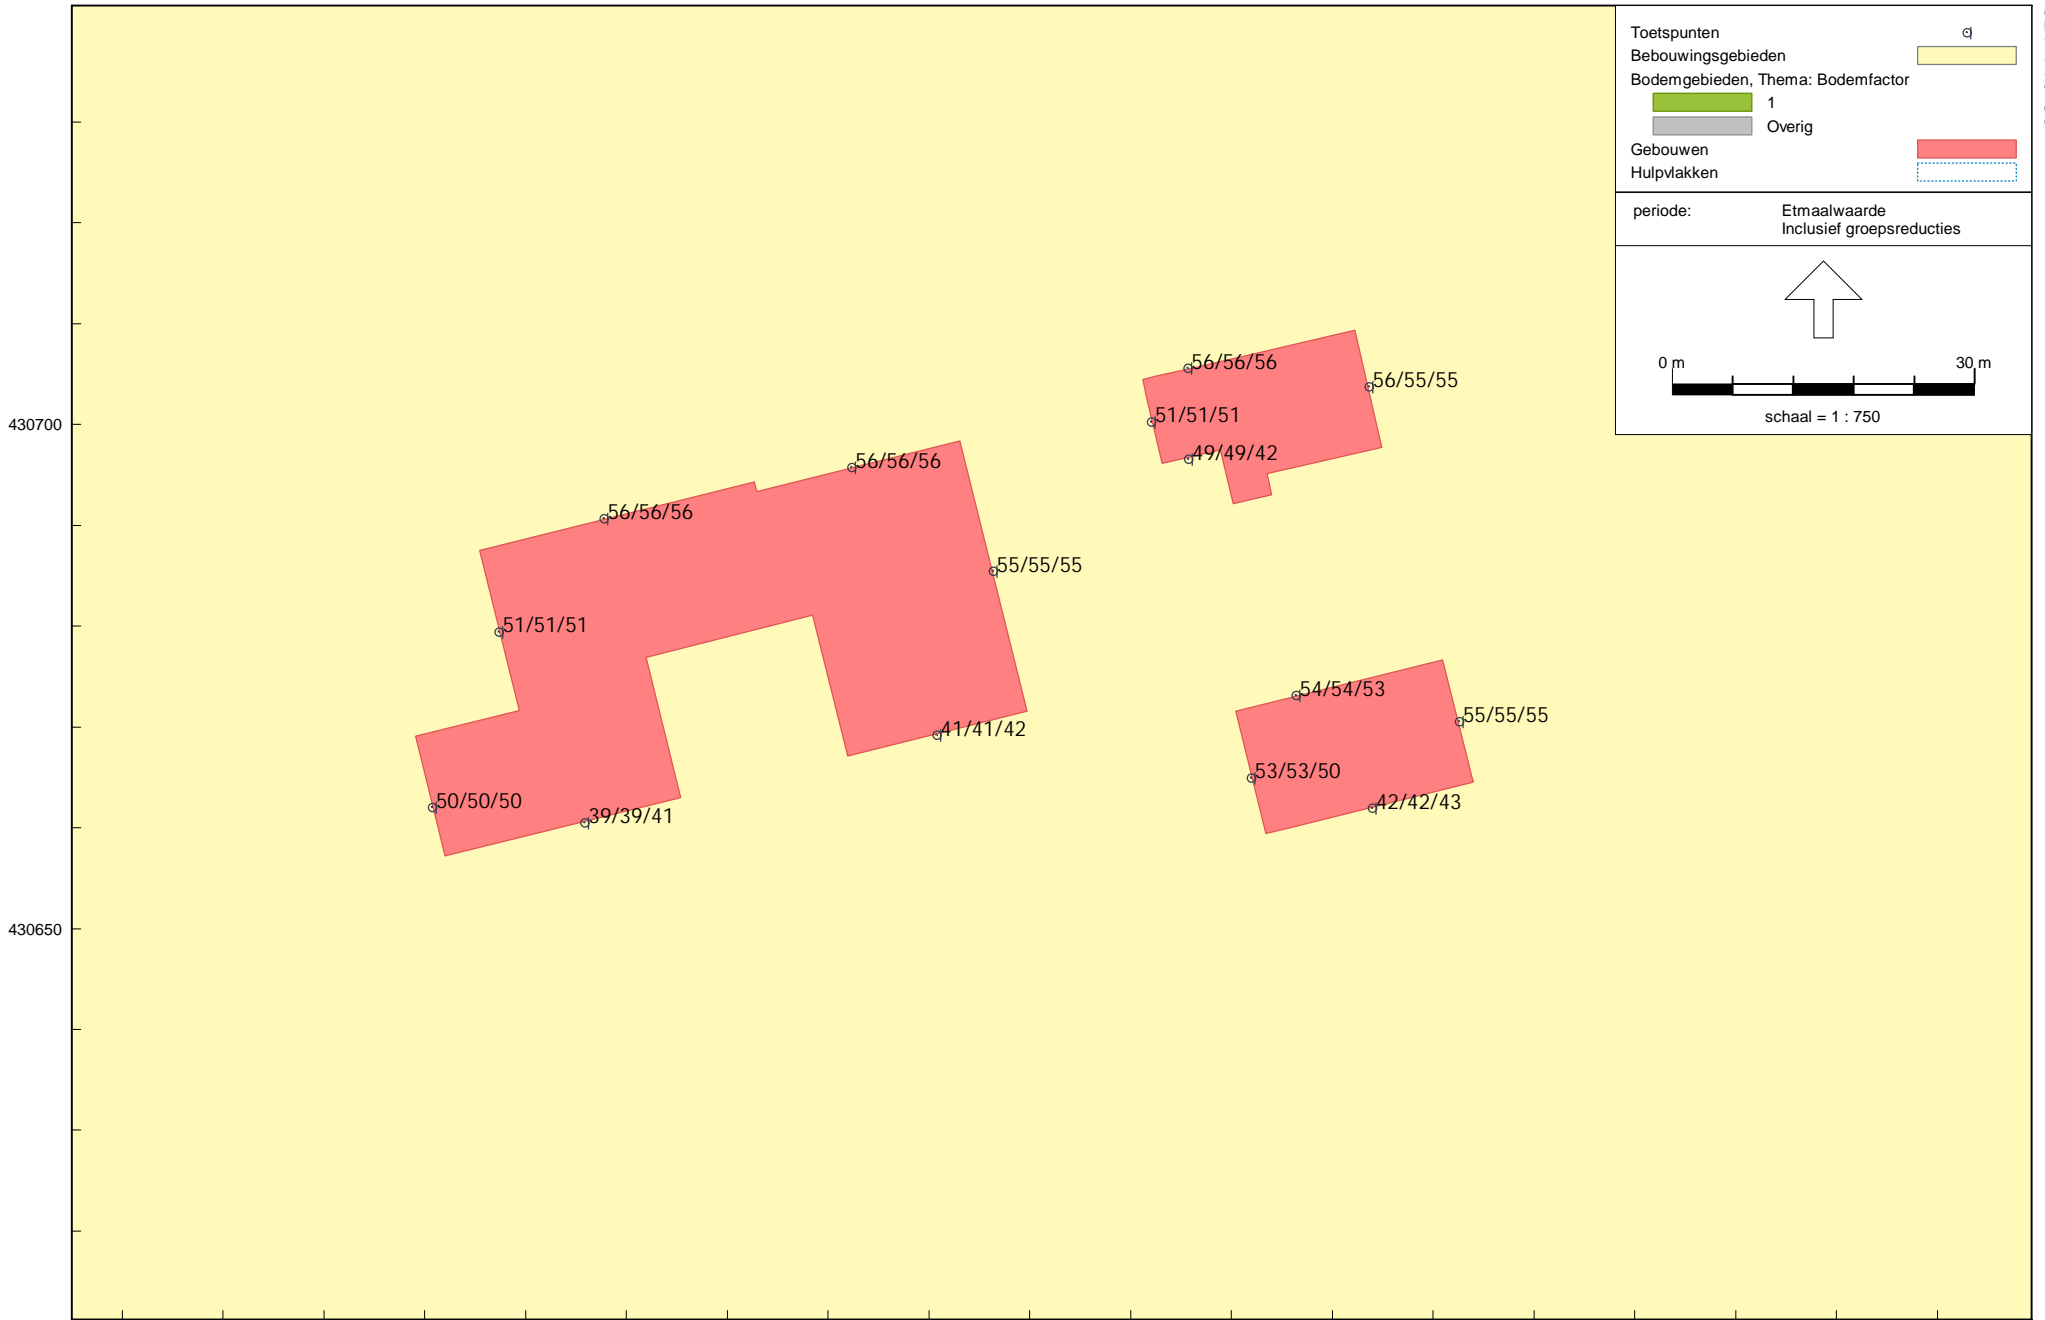 Toetspunten
Bebouwingsgebieden
Bodemgebieden, Thema: Bodemfactor
1
Overig
Gebouwen
Hulpvlakken
periode: Etmaalwaarde
Inclusief groepsreducties
0 m 30 m
schaal = 1 : 750
56/56/56
56/55/55
51/51/51
430700
49/49/42
56/56/56
56/56/56
55/55/55
51/51/51
54/54/53
55/55/55
41/41/42
53/53/50
50/50/50
42/42/43
39/39/41
430650